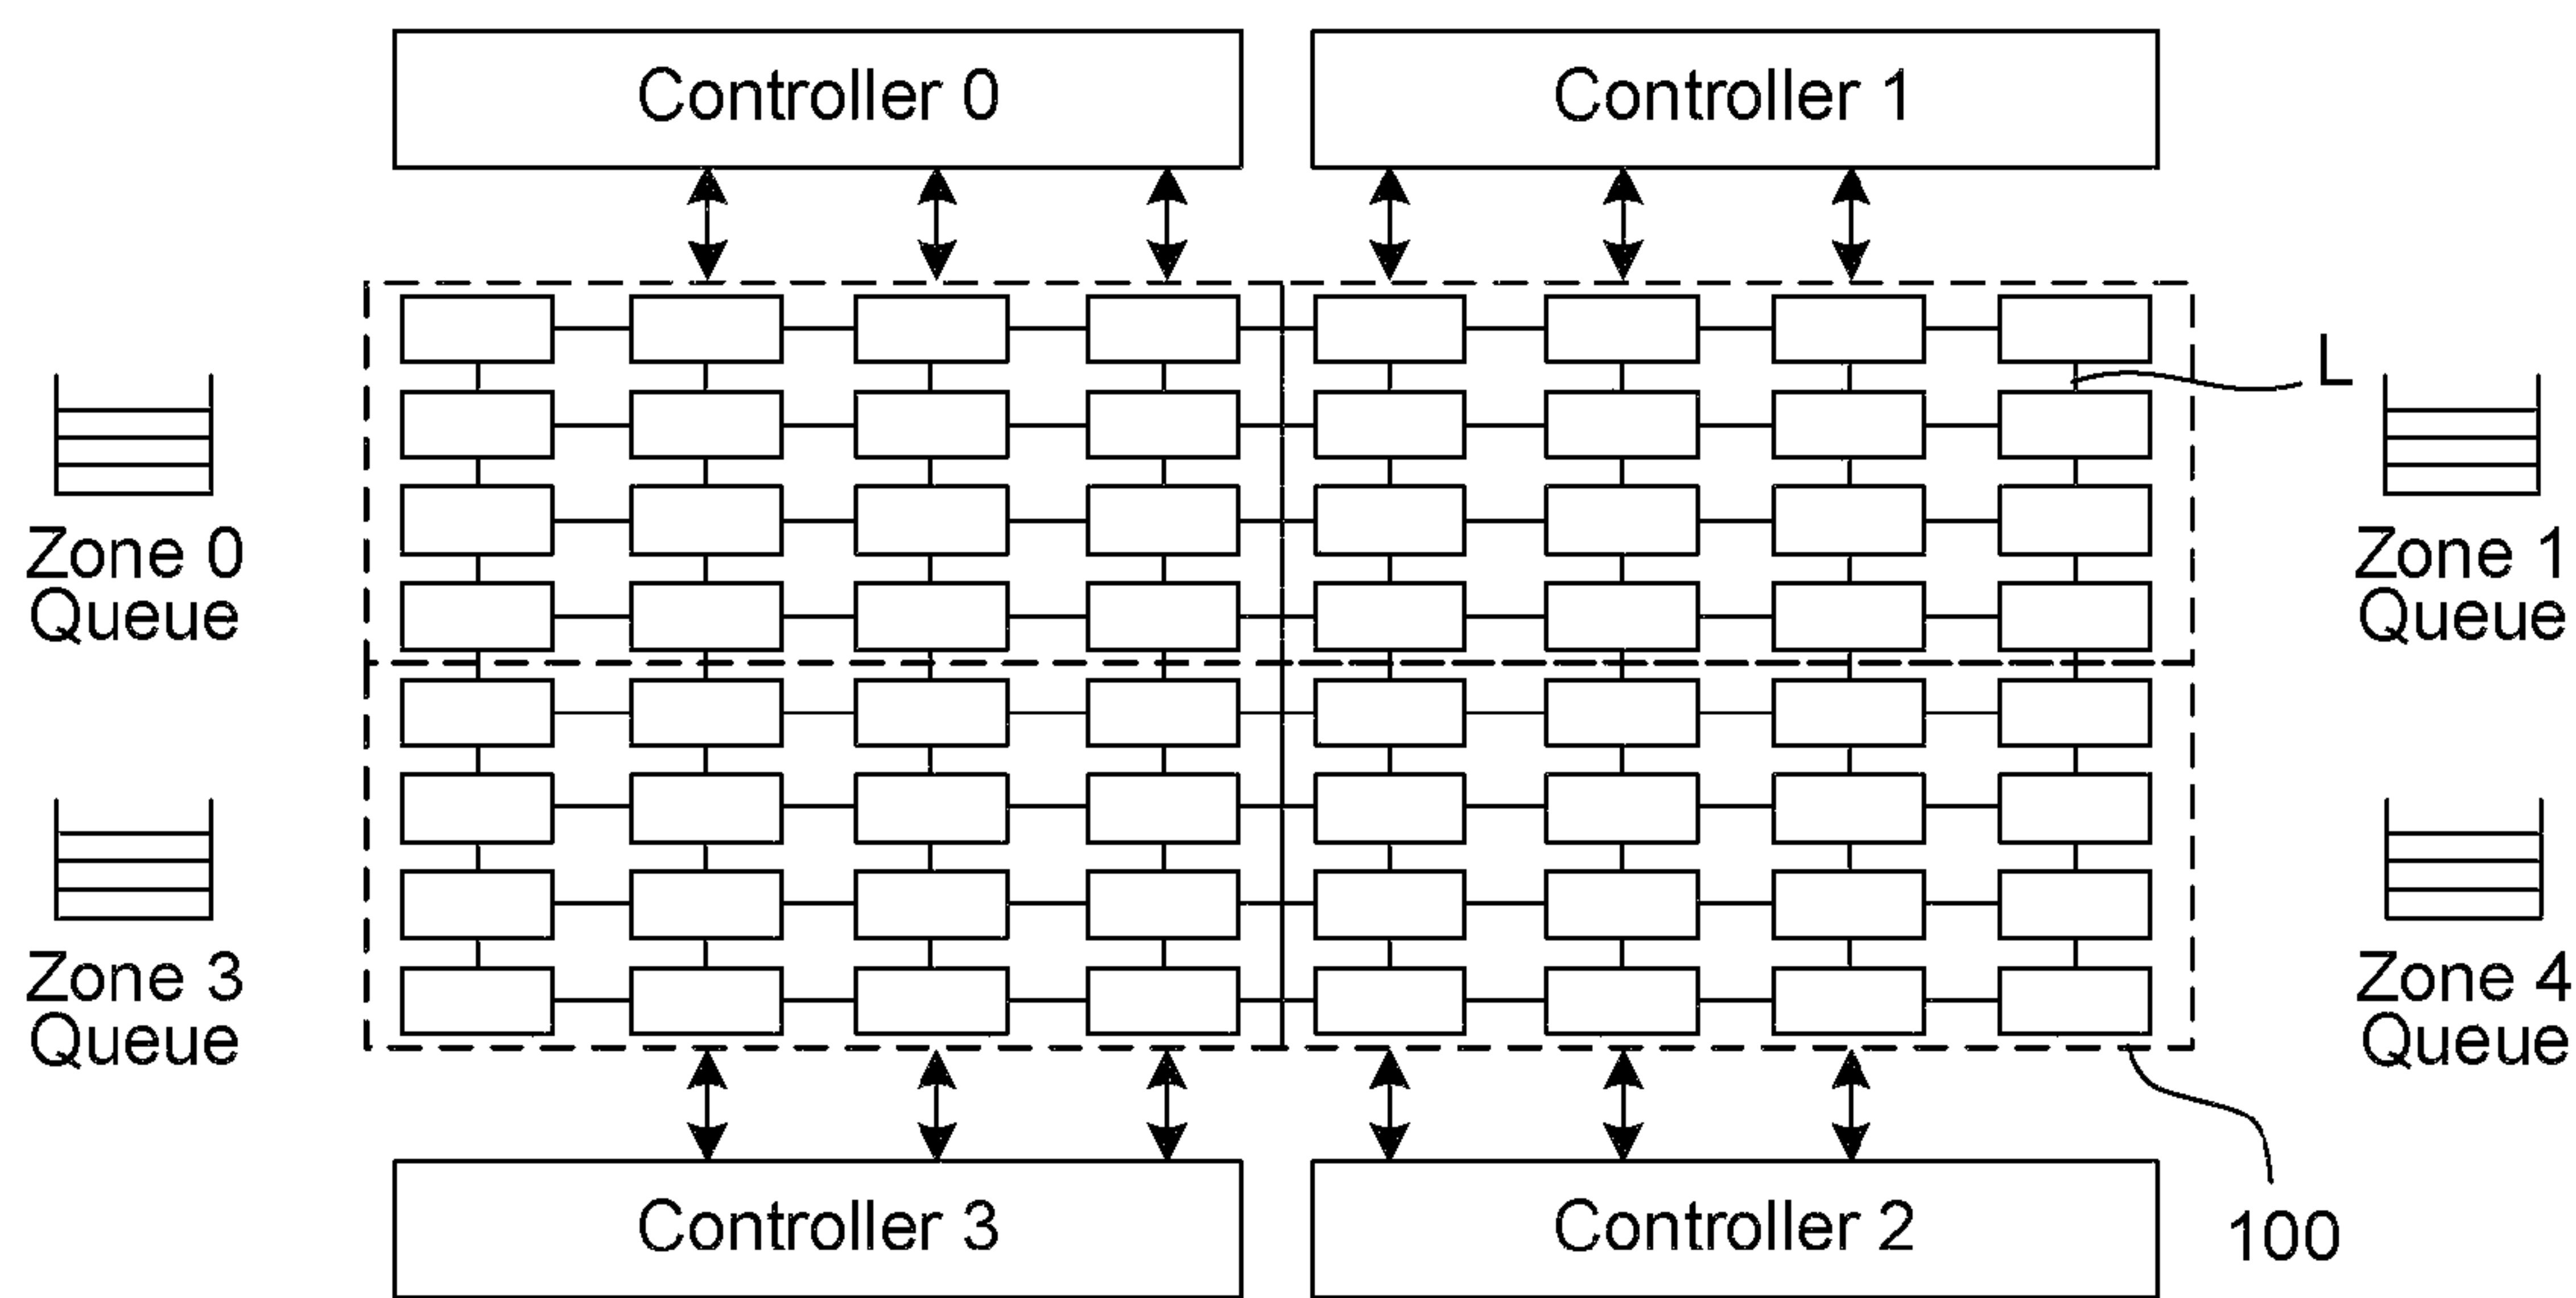 Controller 0
Controller 1
L
Zone 0
Queue
Zone 1
Queue
Zone 3
Queue
Zone 4
Queue
Controller 3
Controller 2
100